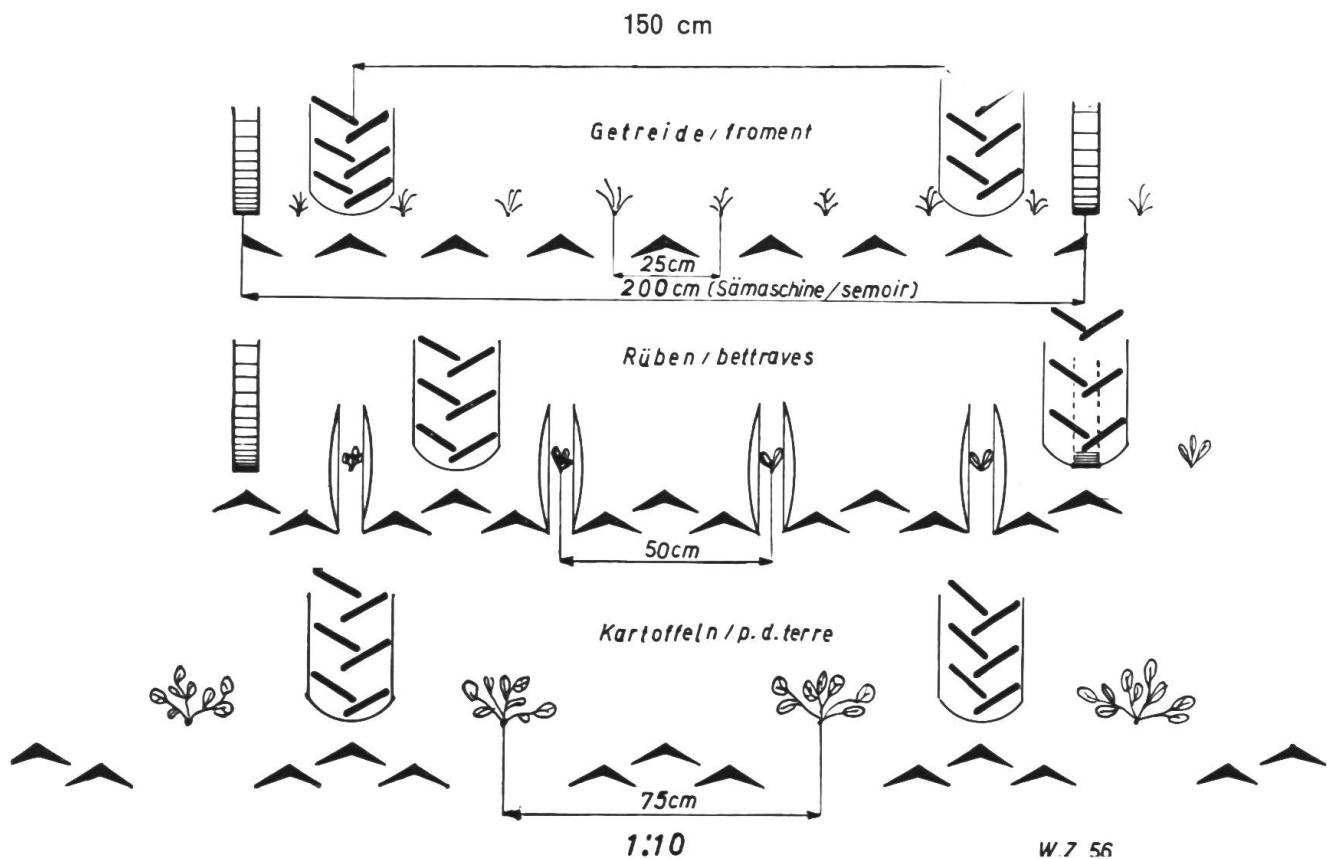 150 cm
Getreide / froment
25cm
200cm (Sämaschine/semoir)
Rüben / bettraves
50cm
Kartoffeln / p.d.terre
75cm
1:10
W.Z 56